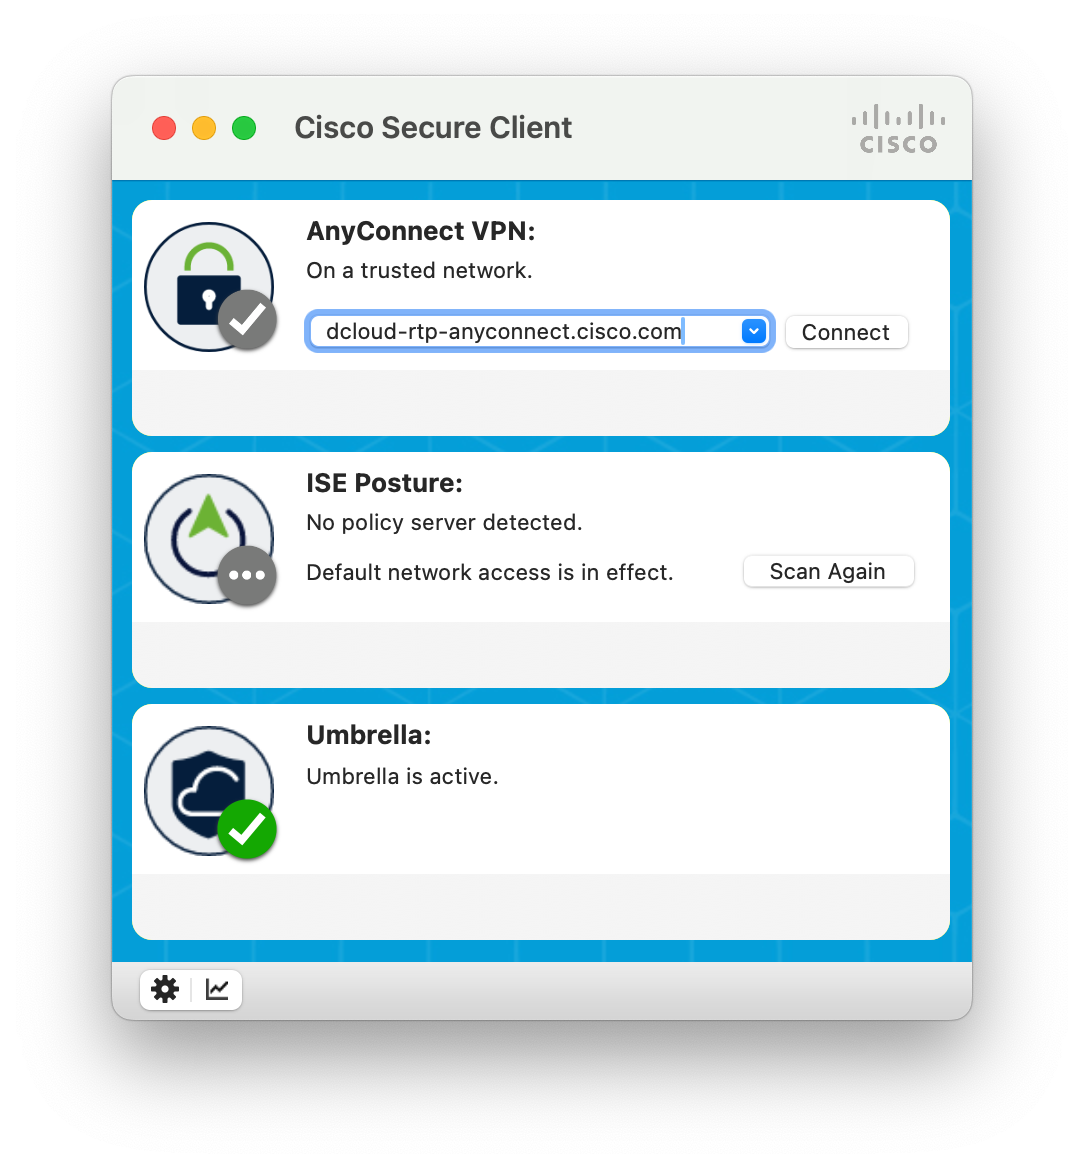 Cisco Secure Client
CISCO
AnyConnect VPN:
On a trusted network.
dcloud-rtp-anyconnect.cisco.com
Connect
ISE Posture:
No policy server detected.
Default network access is in effect.
Scan Again
Umbrella:
Umbrella is active.